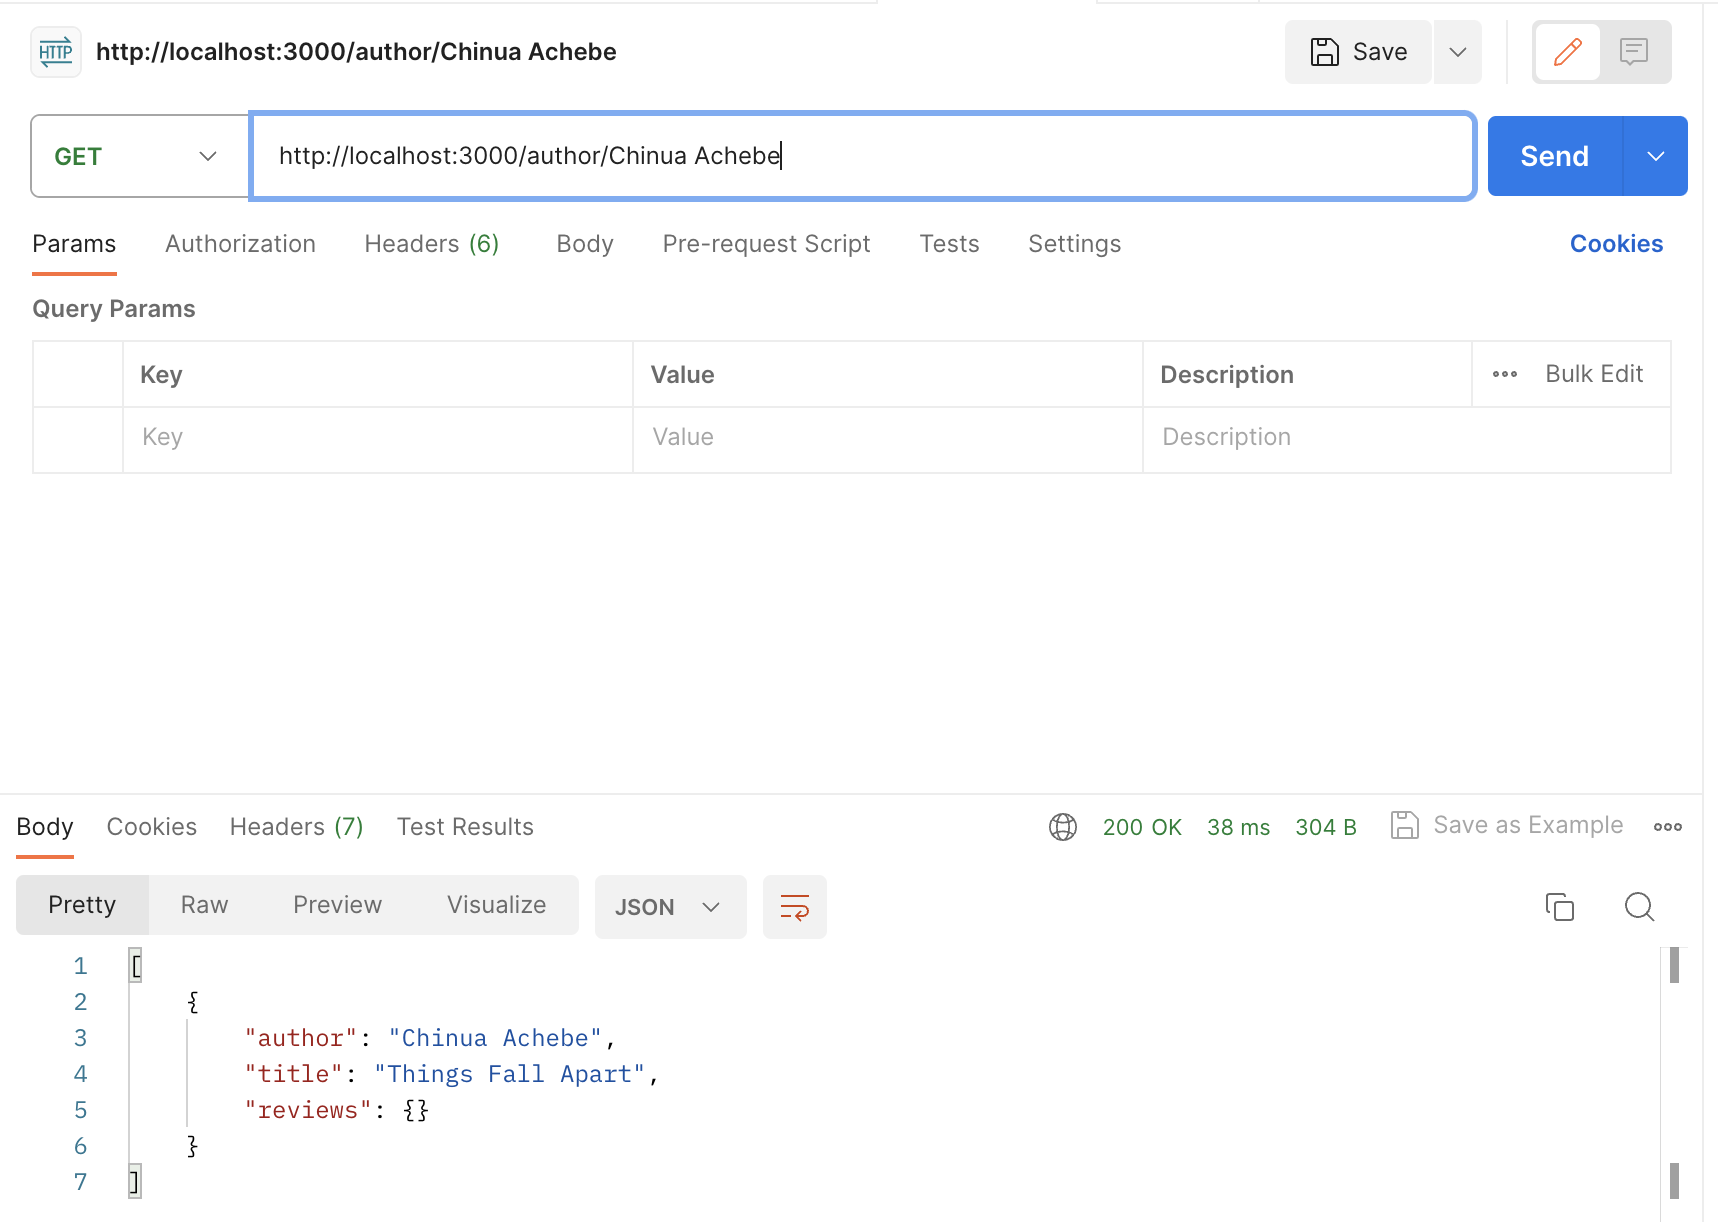 HTTP http://localhost:3000/author/Chinua Achebe Save
GET http://localhost:3000/author/Chinua Achebe Send
Params Authorization Headers (6) Body Pre-request Script Tests Settings Cookies
Query Params
Key Value Description Bulk Edit
Key Value Description
Body Cookies Headers (7) Test Results 200 OK 38 ms 304 B Save as Example
Pretty Raw Preview Visualize JSON
1 [
2 {
3 "author": "Chinua Achebe",
4 "title": "Things Fall Apart",
5 "reviews": {}
6 }
7 ]